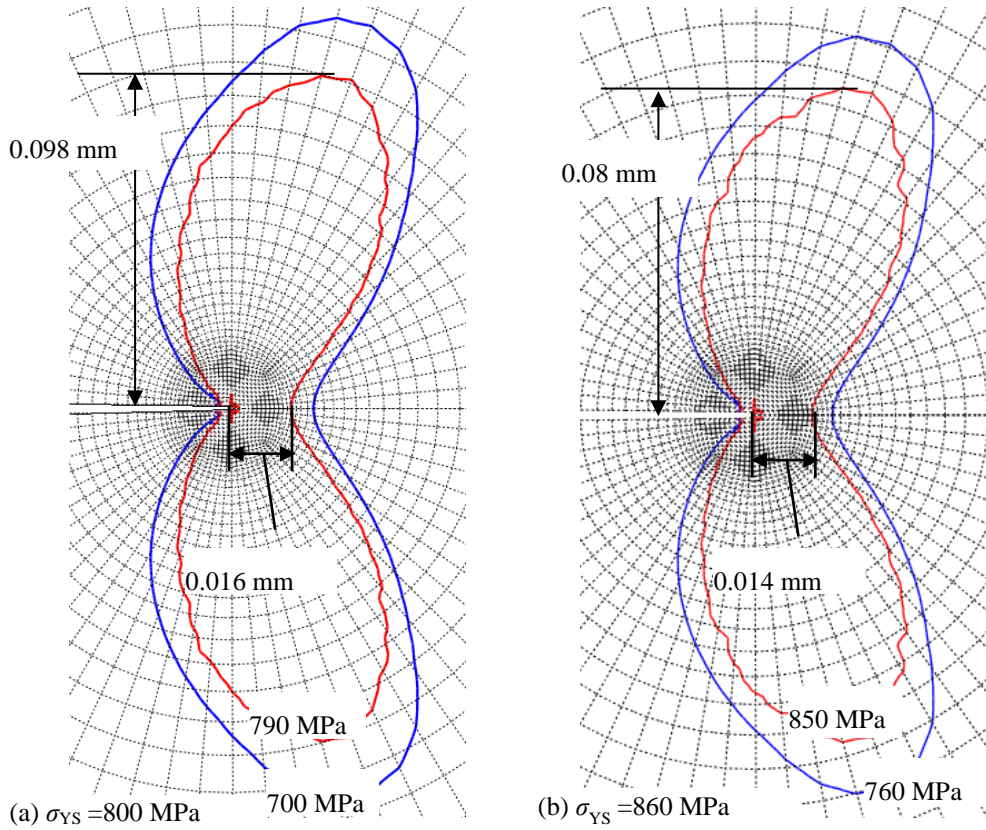 0.098 mm
0.016 mm
790 MPa
700 MPa
(a) σYS =800 MPa
0.08 mm
0.014 mm
850 MPa
760 MPa
(b) σYS =860 MPa